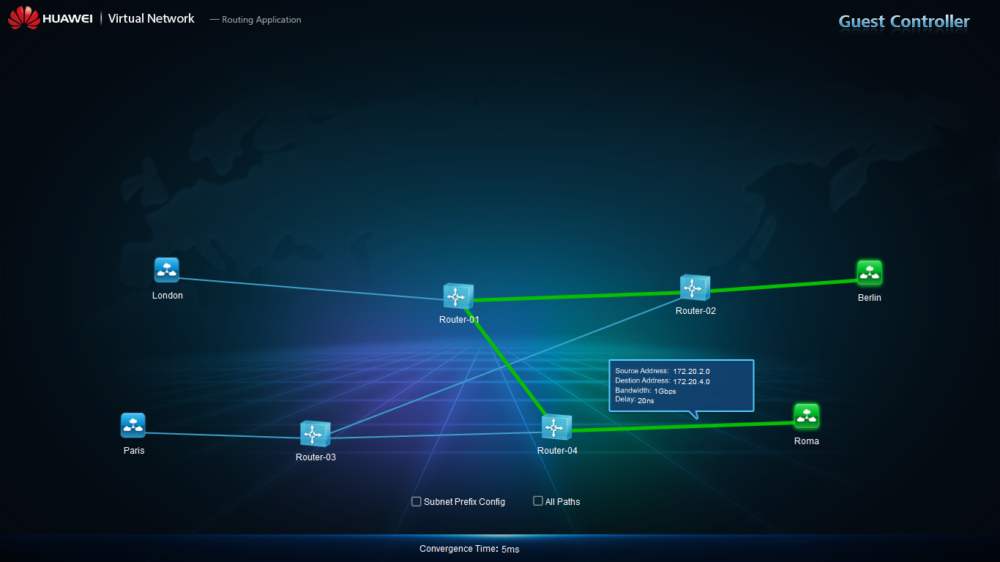 HUAWEI | Virtual Network — Routing Application
Guest Controller
London
Router-01
Router-02
Berlin
Source Address: 172.20.2.0
Destion Address: 172.20.4.0
Bandwidth: 1Gbps
Delay: 20ns
Paris
Router-03
Router-04
Roma
Subnet Prefix Config
All Paths
Convergence Time: 5ms